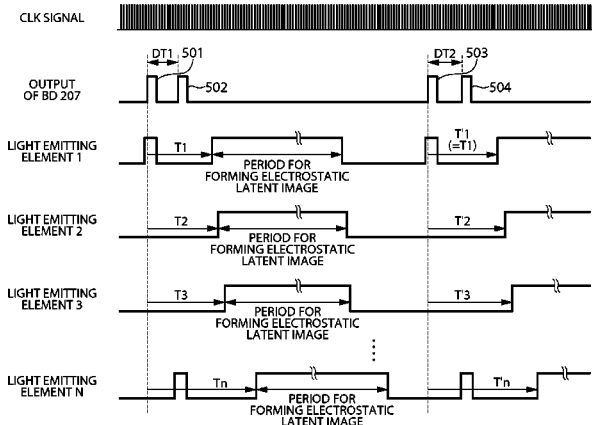 CLK SIGNAL
DT1
501
DT2
503
OUTPUT
OF BD 207
502
504
LIGHT EMITTING
ELEMENT 1
T1
PERIOD FOR
FORMING ELECTROSTATIC
LATENT IMAGE
T'1
(=T1)
LIGHT EMITTING
ELEMENT 2
T2
PERIOD FOR
FORMING ELECTROSTATIC
LATENT IMAGE
T'2
LIGHT EMITTING
ELEMENT 3
T3
PERIOD FOR
FORMING ELECTROSTATIC
LATENT IMAGE
T'3
LIGHT EMITTING
ELEMENT N
Tn
PERIOD FOR
FORMING ELECTROSTATIC
LATENT IMAGE
T'n